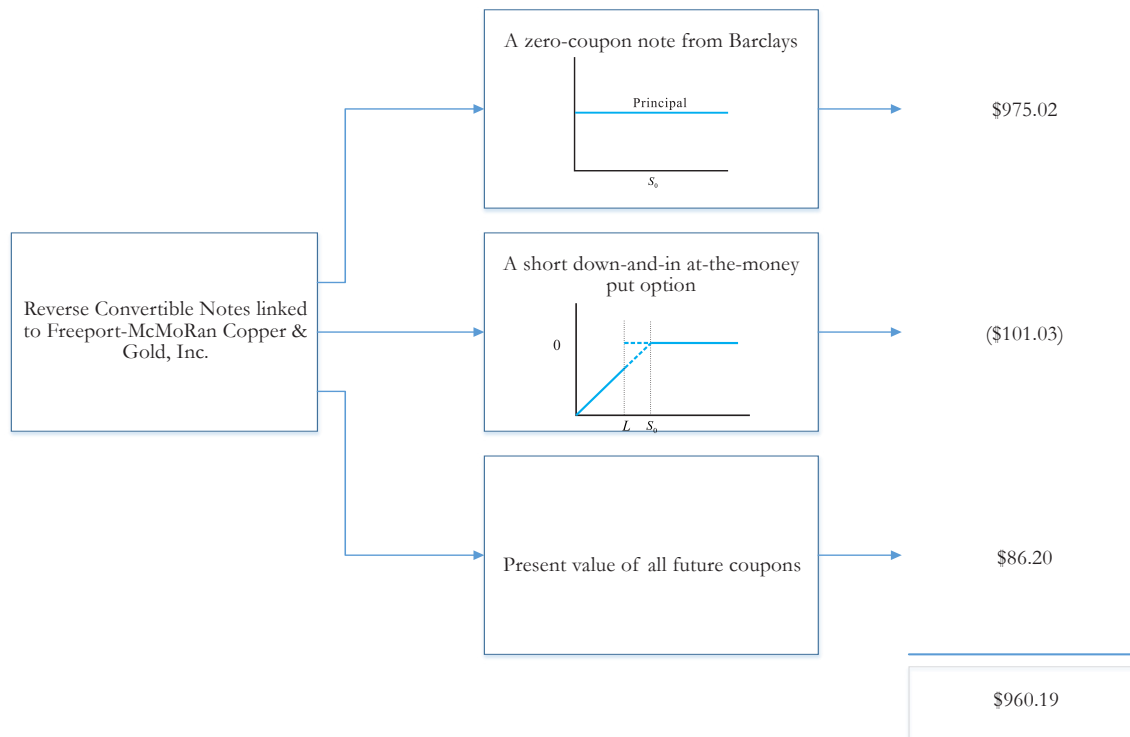 A zero-coupon note from Barclays
Principal
S₀
$975.02
Reverse Convertible Notes linked
to Freeport-McMoRan Copper &
Gold, Inc.
A short down-and-in at-the-money
put option
0
L S₀
($101.03)
Present value of all future coupons
$86.20
$960.19